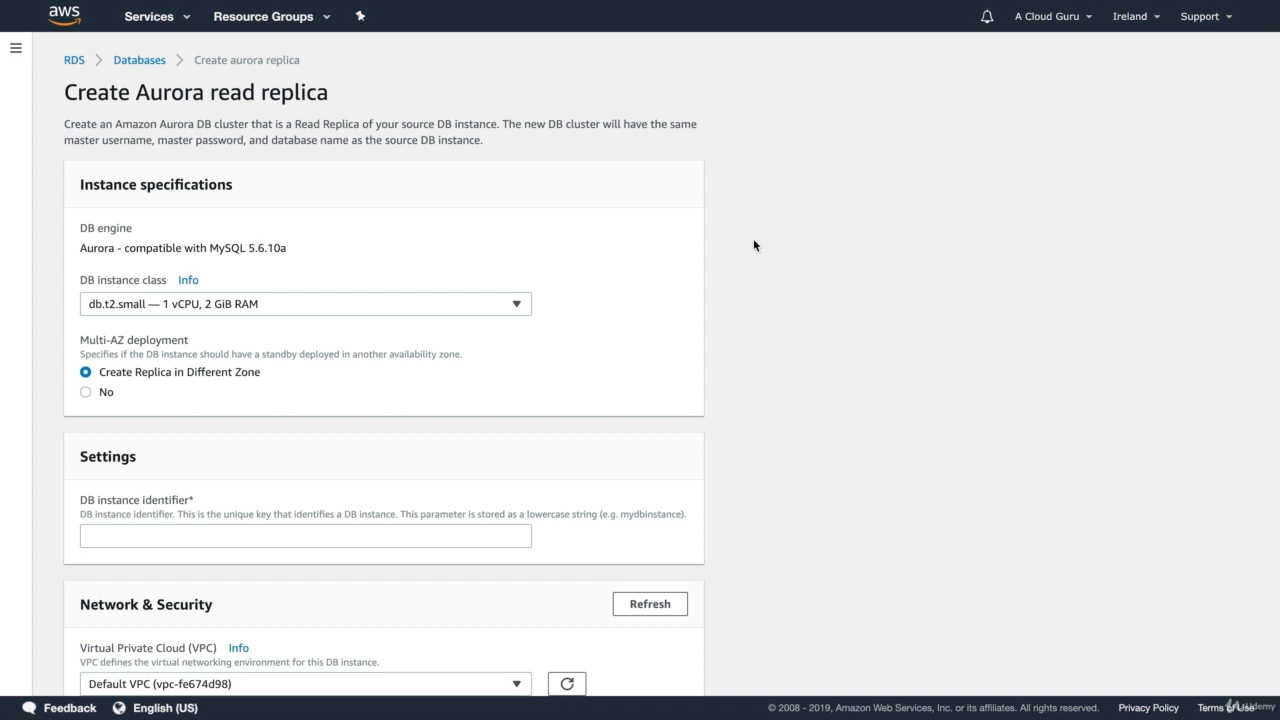 aws Services Resource Groups A Cloud Guru Ireland Support
RDS Databases Create aurora replica
Create Aurora read replica
Create an Amazon Aurora DB cluster that is a Read Replica of your source DB instance. The new DB cluster will have the same
master username, master password, and database name as the source DB instance.
Instance specifications
DB engine
Aurora - compatible with MySQL 5.6.10a
DB instance class Info
db.t2.small — 1 vCPU, 2 GiB RAM
Multi-AZ deployment
Specifies if the DB instance should have a standby deployed in another availability zone.
Create Replica in Different Zone
No
Settings
DB instance identifier*
DB instance identifier. This is the unique key that identifies a DB instance. This parameter is stored as a lowercase string (e.g. mydbinstance).
Network & Security Refresh
Virtual Private Cloud (VPC) Info
VPC defines the virtual networking environment for this DB instance.
Default VPC (vpc-fe674d98)
Feedback English (US) © 2008 - 2019, Amazon Web Services, Inc. or its affiliates. All rights reserved. Privacy Policy Terms of Use
Udemy